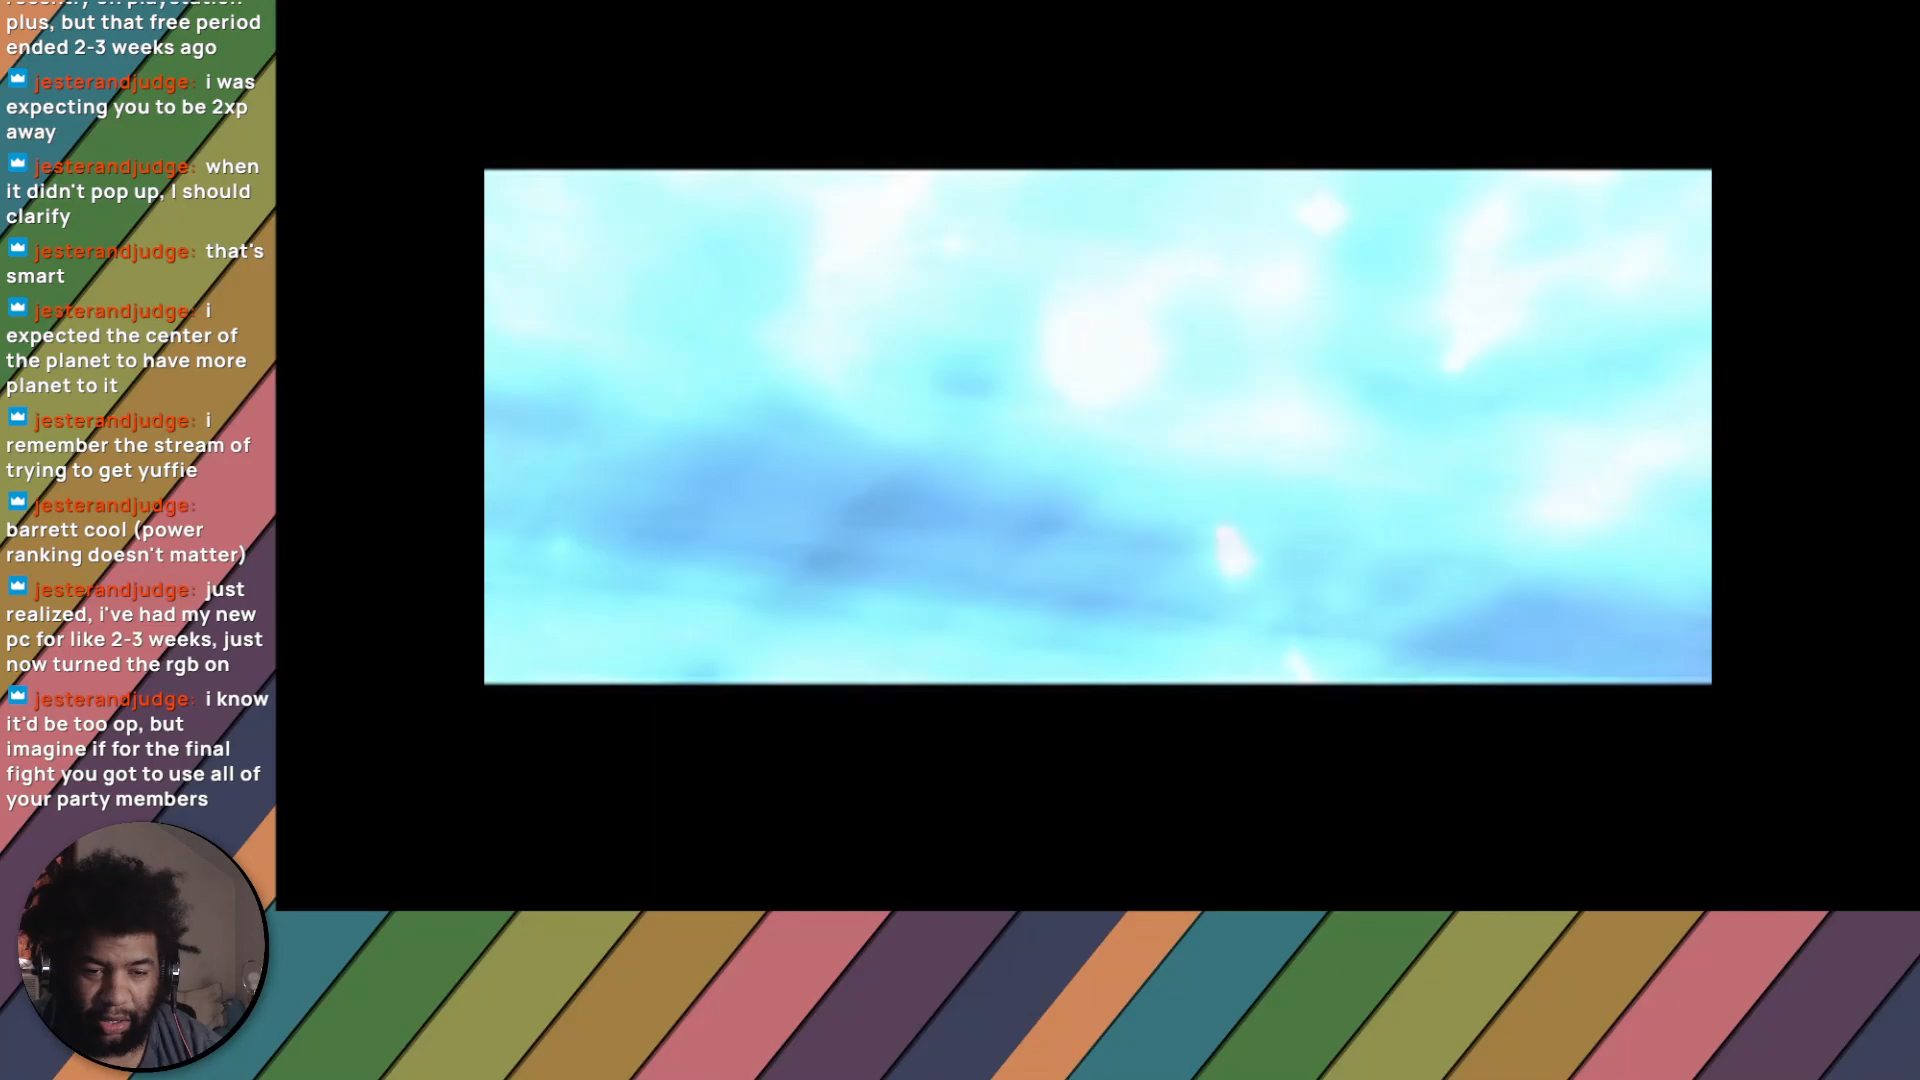 recently on playstation
plus, but that free period
ended 2-3 weeks ago
jesterandjudge: i was
expecting you to be 2xp
away
jesterandjudge: when
it didn't pop up, I should
clarify
jesterandjudge: that's
smart
jesterandjudge: i
expected the center of
the planet to have more
planet to it
jesterandjudge: i
remember the stream of
trying to get yuffie
jesterandjudge:
barrett cool (power
ranking doesn't matter)
jesterandjudge: just
realized, i've had my new
pc for like 2-3 weeks, just
now turned the rgb on
jesterandjudge: i know
it'd be too op, but
imagine if for the final
fight you got to use all of
your party members